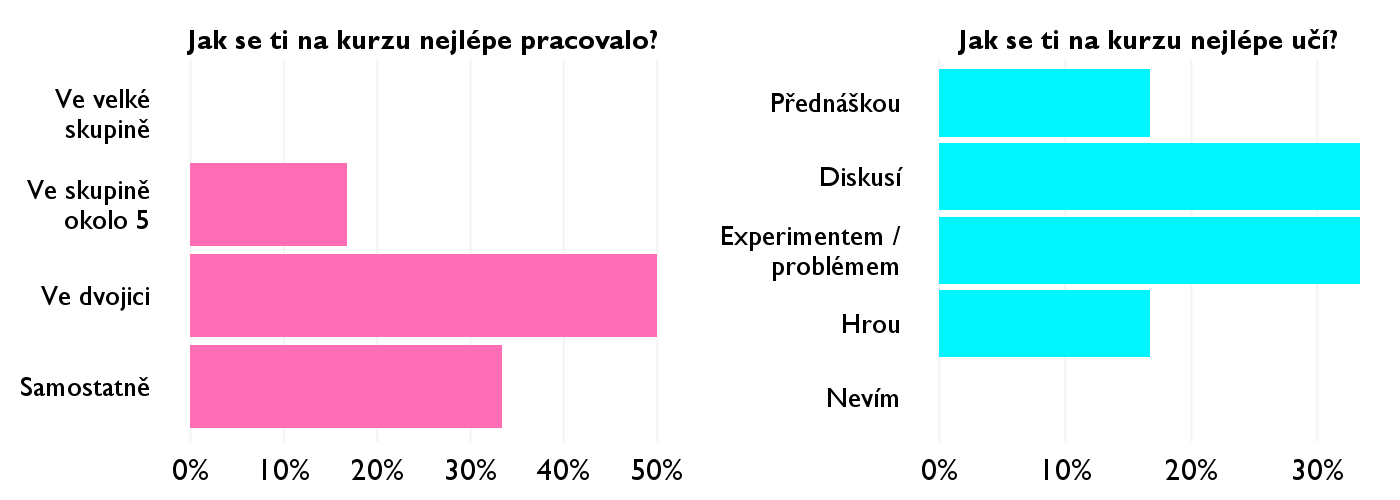 Jak se ti na kurzu nejlépe pracovalo?
Ve velké
skupině
Ve skupině
okolo 5
Ve dvojici
Samostatně
0% 10% 20% 30% 40% 50%
Jak se ti na kurzu nejlépe učí?
Přednáškou
Diskusí
Experimentem /
problémem
Hrou
Nevím
0% 10% 20% 30%